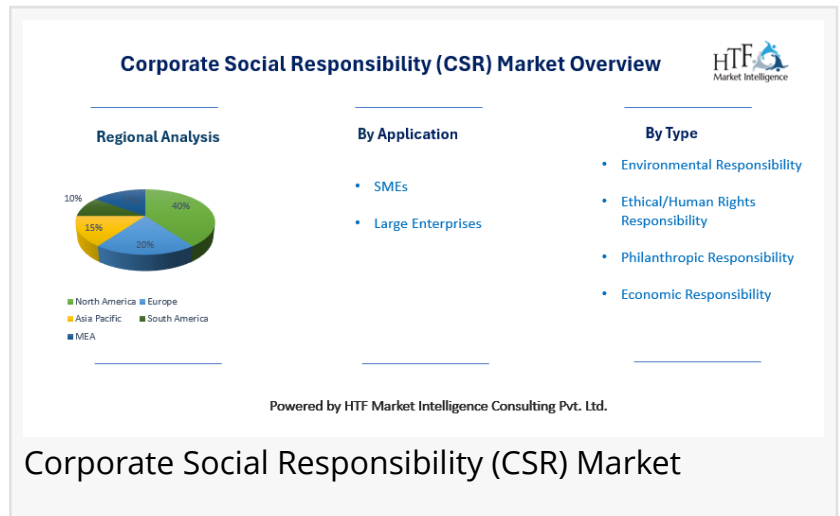 Corporate Social Responsibility (CSR) Market Overview
HTF
Market Intelligence
Regional Analysis
10%
40%
15%
20%
North America
Europe
Asia Pacific
South America
MEA
By Application
• SMEs
• Large Enterprises
By Type
• Environmental Responsibility
• Ethical/Human Rights
Responsibility
• Philanthropic Responsibility
• Economic Responsibility
Powered by HTF Market Intelligence Consulting Pvt. Ltd.
Corporate Social Responsibility (CSR) Market